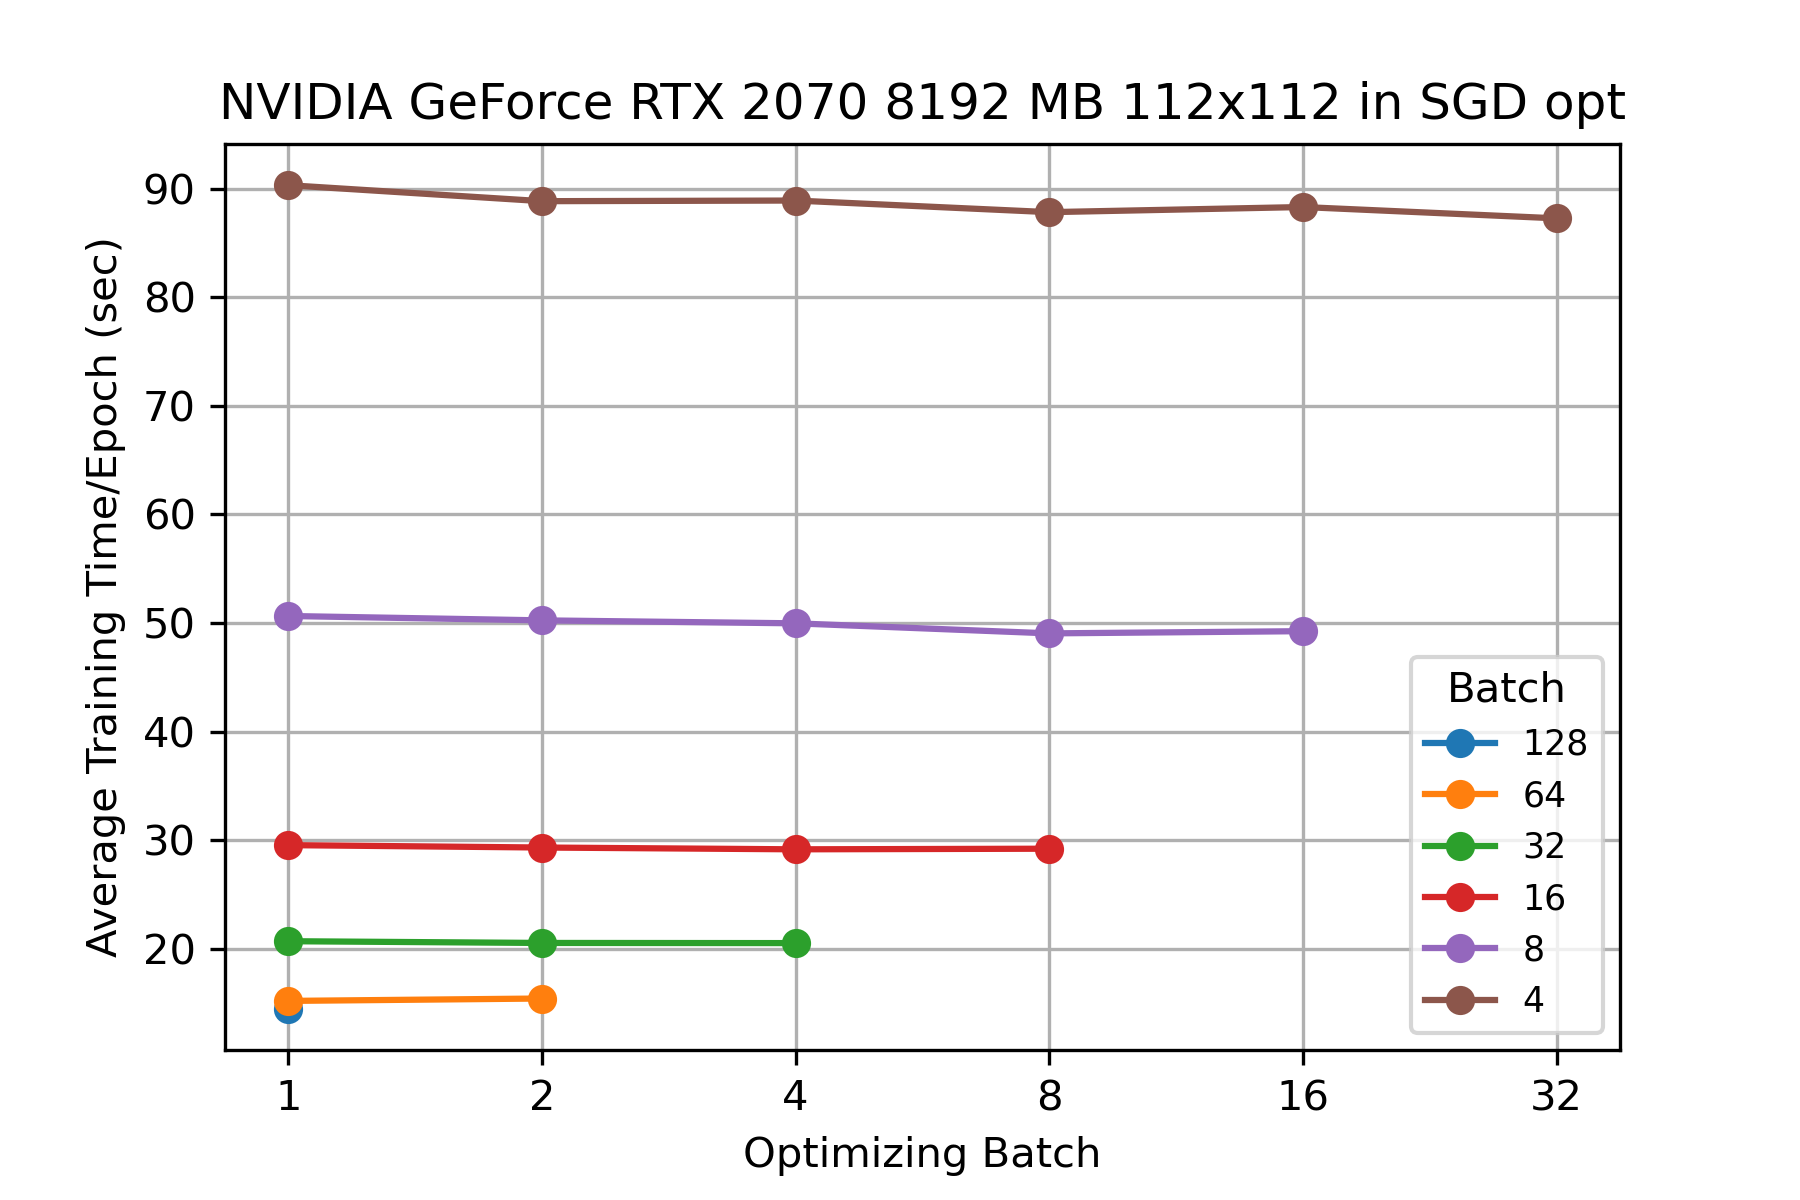 NVIDIA GeForce RTX 2070 8192 MB 112x112 in SGD opt
Average Training Time/Epoch (sec)
90
80
70
60
50
40
30
20
1 2 4 8 16 32
Optimizing Batch
Batch
128
64
32
16
8
4